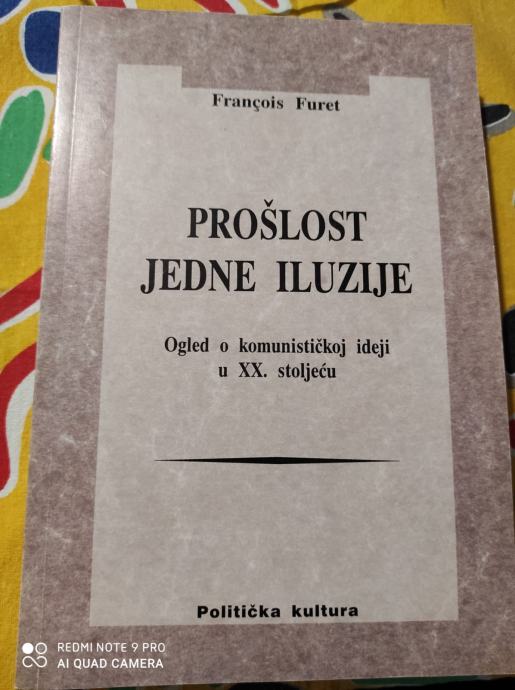 François Furet
PROŠLOST
JEDNE ILUZIJE
Ogled o komunističkoj ideji
u XX. stoljeću
Politička kultura
REDMI NOTE 9 PRO
AI QUAD CAMERA